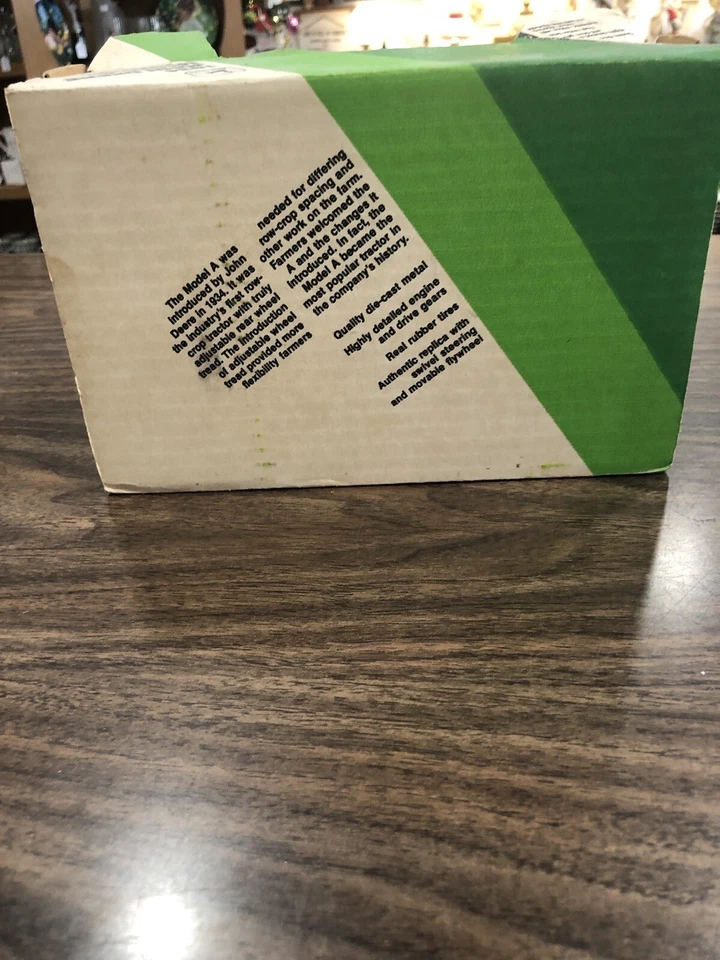 The Model A was
introduced by John
Deere in 1934. It was
the industry's first row-
crop tractor with truly
adjustable rear wheel
tread. The introduction
of adjustable wheel
tread provided more
flexibility farmers
needed for differing
row-crop spacing and
other work on the farm.
Farmers welcomed the
A and the changes it
introduced. In fact, the
Model A became the
most popular tractor in
the company's history.
Quality die-cast metal
Highly detailed engine
and drive gears
Real rubber tires
Authentic replica with
swivel steering
and movable flywheel